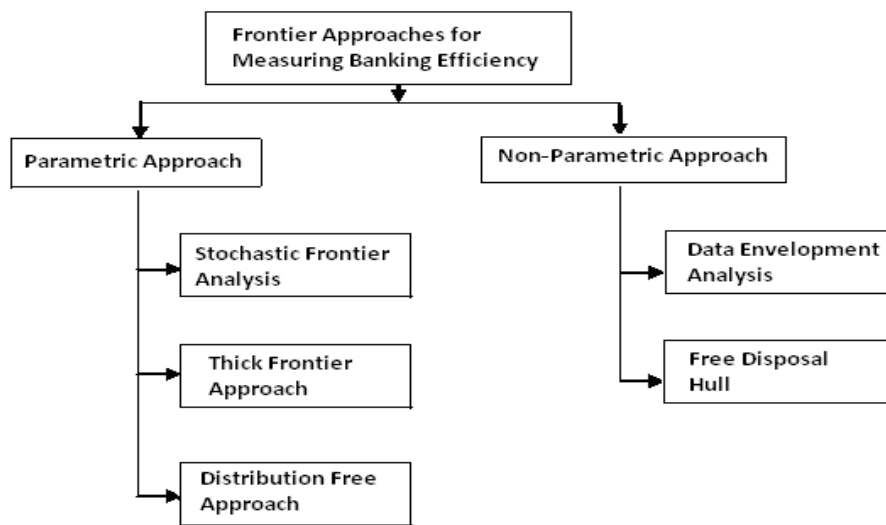 Frontier Approaches for
Measuring Banking Efficiency
Parametric Approach
Non-Parametric Approach
Stochastic Frontier
Analysis
Data Envelopment
Analysis
Thick Frontier
Approach
Free Disposal
Hull
Distribution Free
Approach